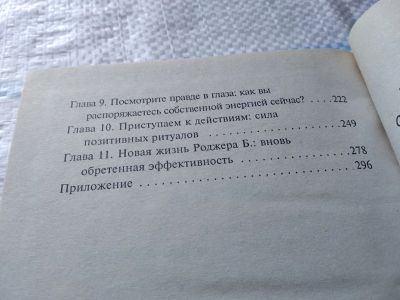 Глава 9. Посмотрите правде в глаза: как вы
распоряжаетесь собственной энергией сейчас? . . . . 222
Глава 10. Приступаем к действиям: сила
позитивных ритуалов . . . . . . . . . . . . . . . . . . . . 249
Глава 11. Новая жизнь Роджера Б.: вновь
обретенная эффективность . . . . . . . . . . . . . . . . 278
Приложение . . . . . . . . . . . . . . . . . . . . . . . . . . . . 296